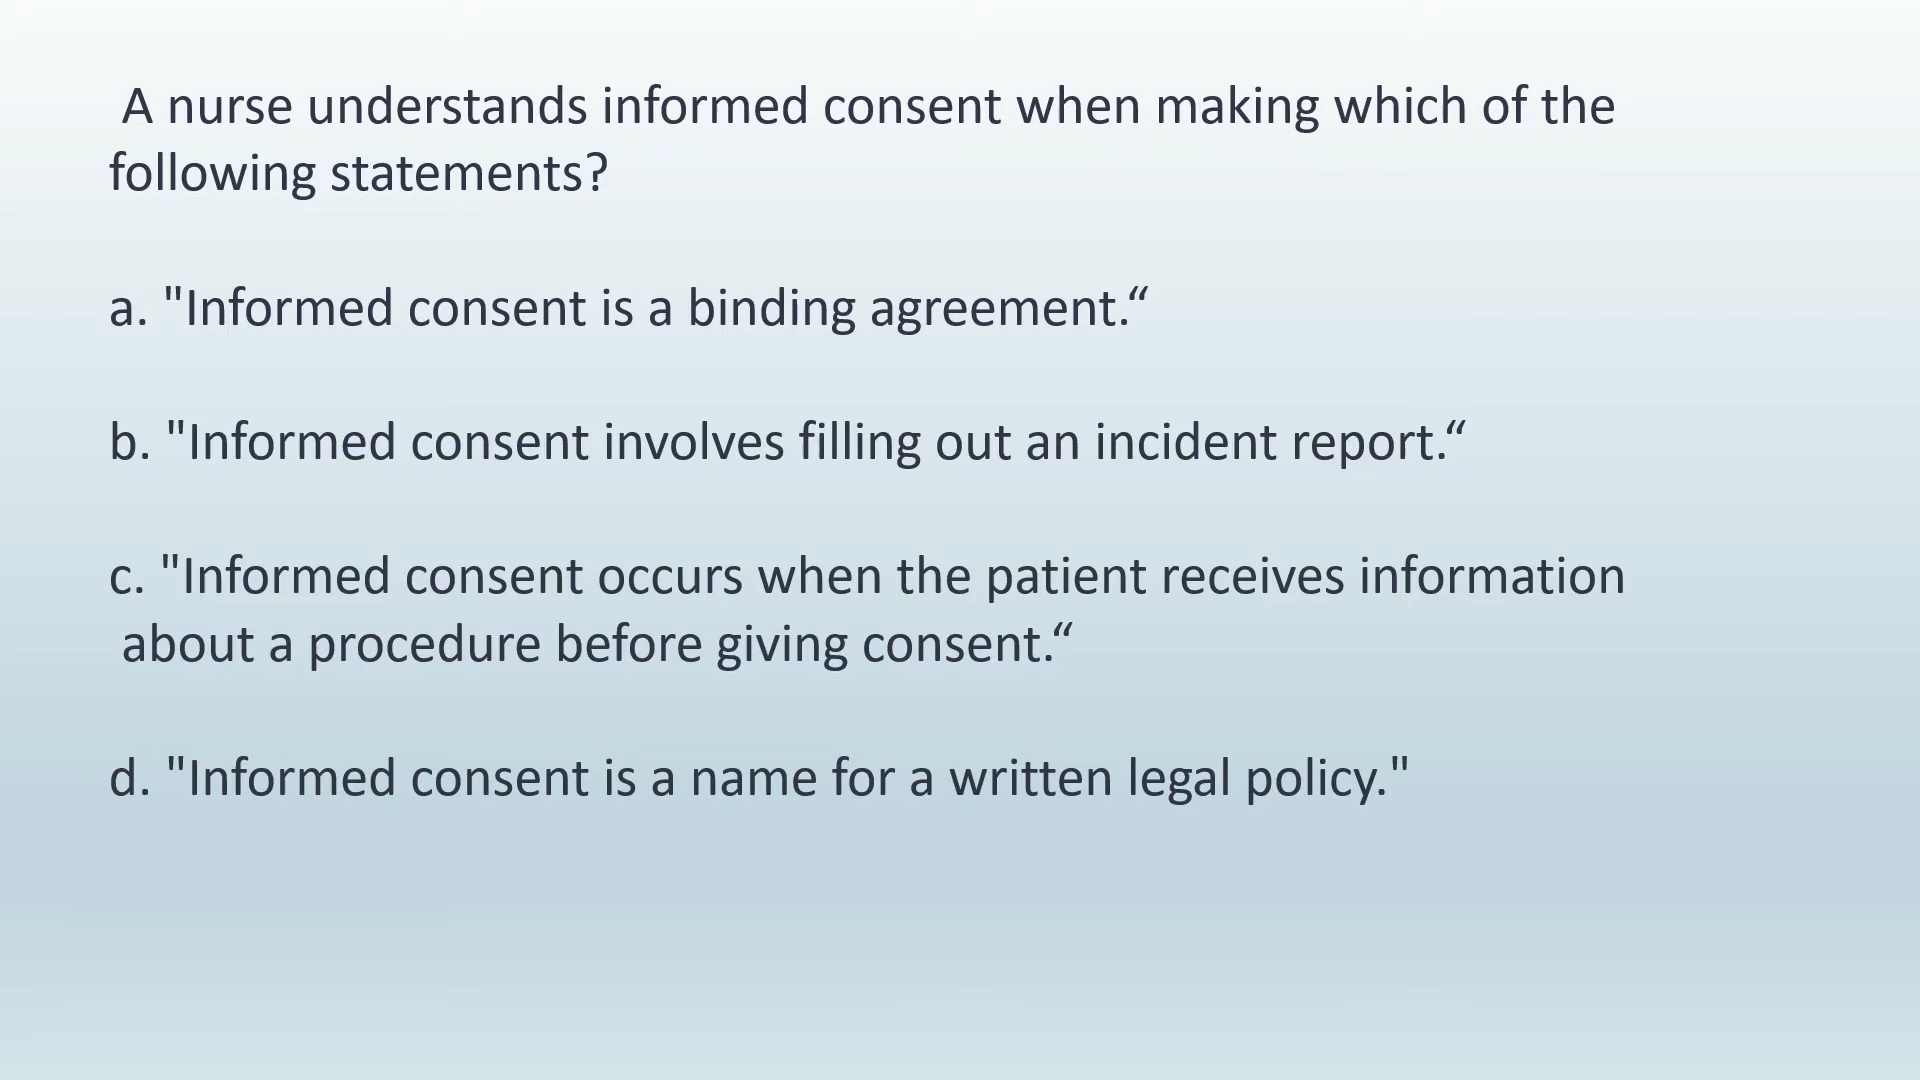 A nurse understands informed consent when making which of the
following statements?
a. "Informed consent is a binding agreement.“
b. "Informed consent involves filling out an incident report.“
c. "Informed consent occurs when the patient receives information
about a procedure before giving consent.“
d. "Informed consent is a name for a written legal policy."